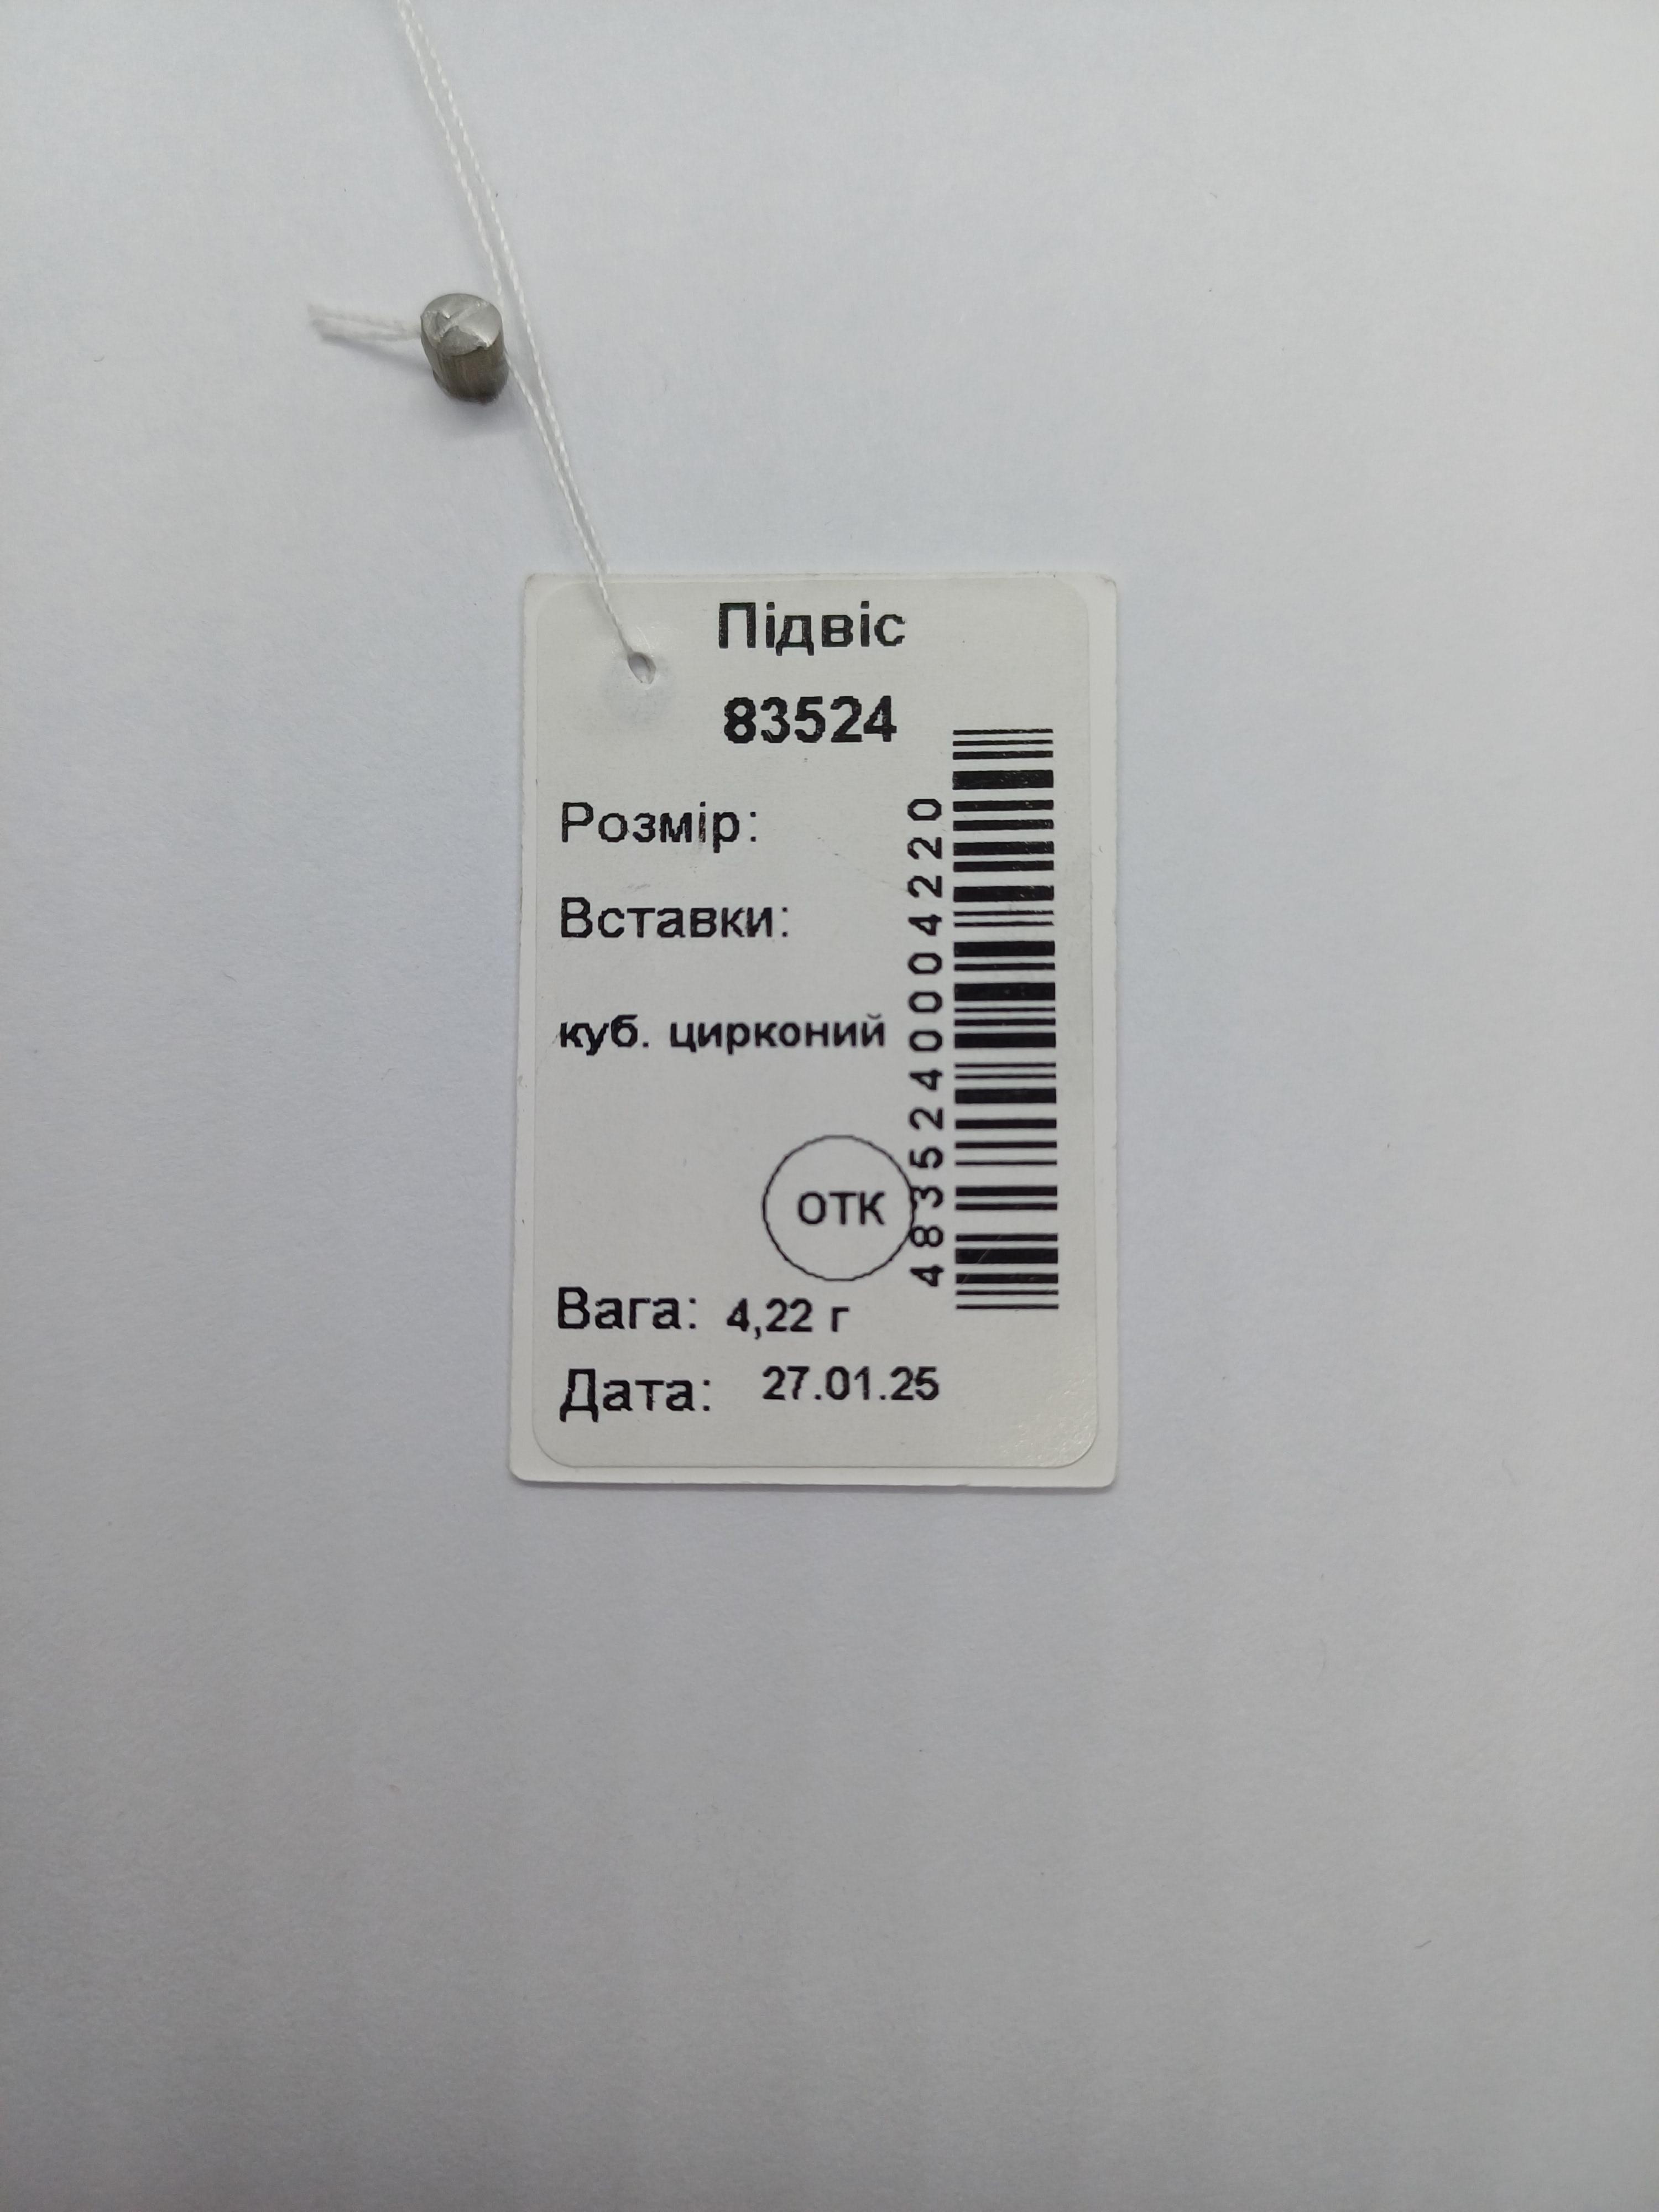 Підвіс
83524
Розмір:
Вставки:
куб. цирконий
ОТК
Вага: 4,22 г
Дата: 27.01.25
4835240004220